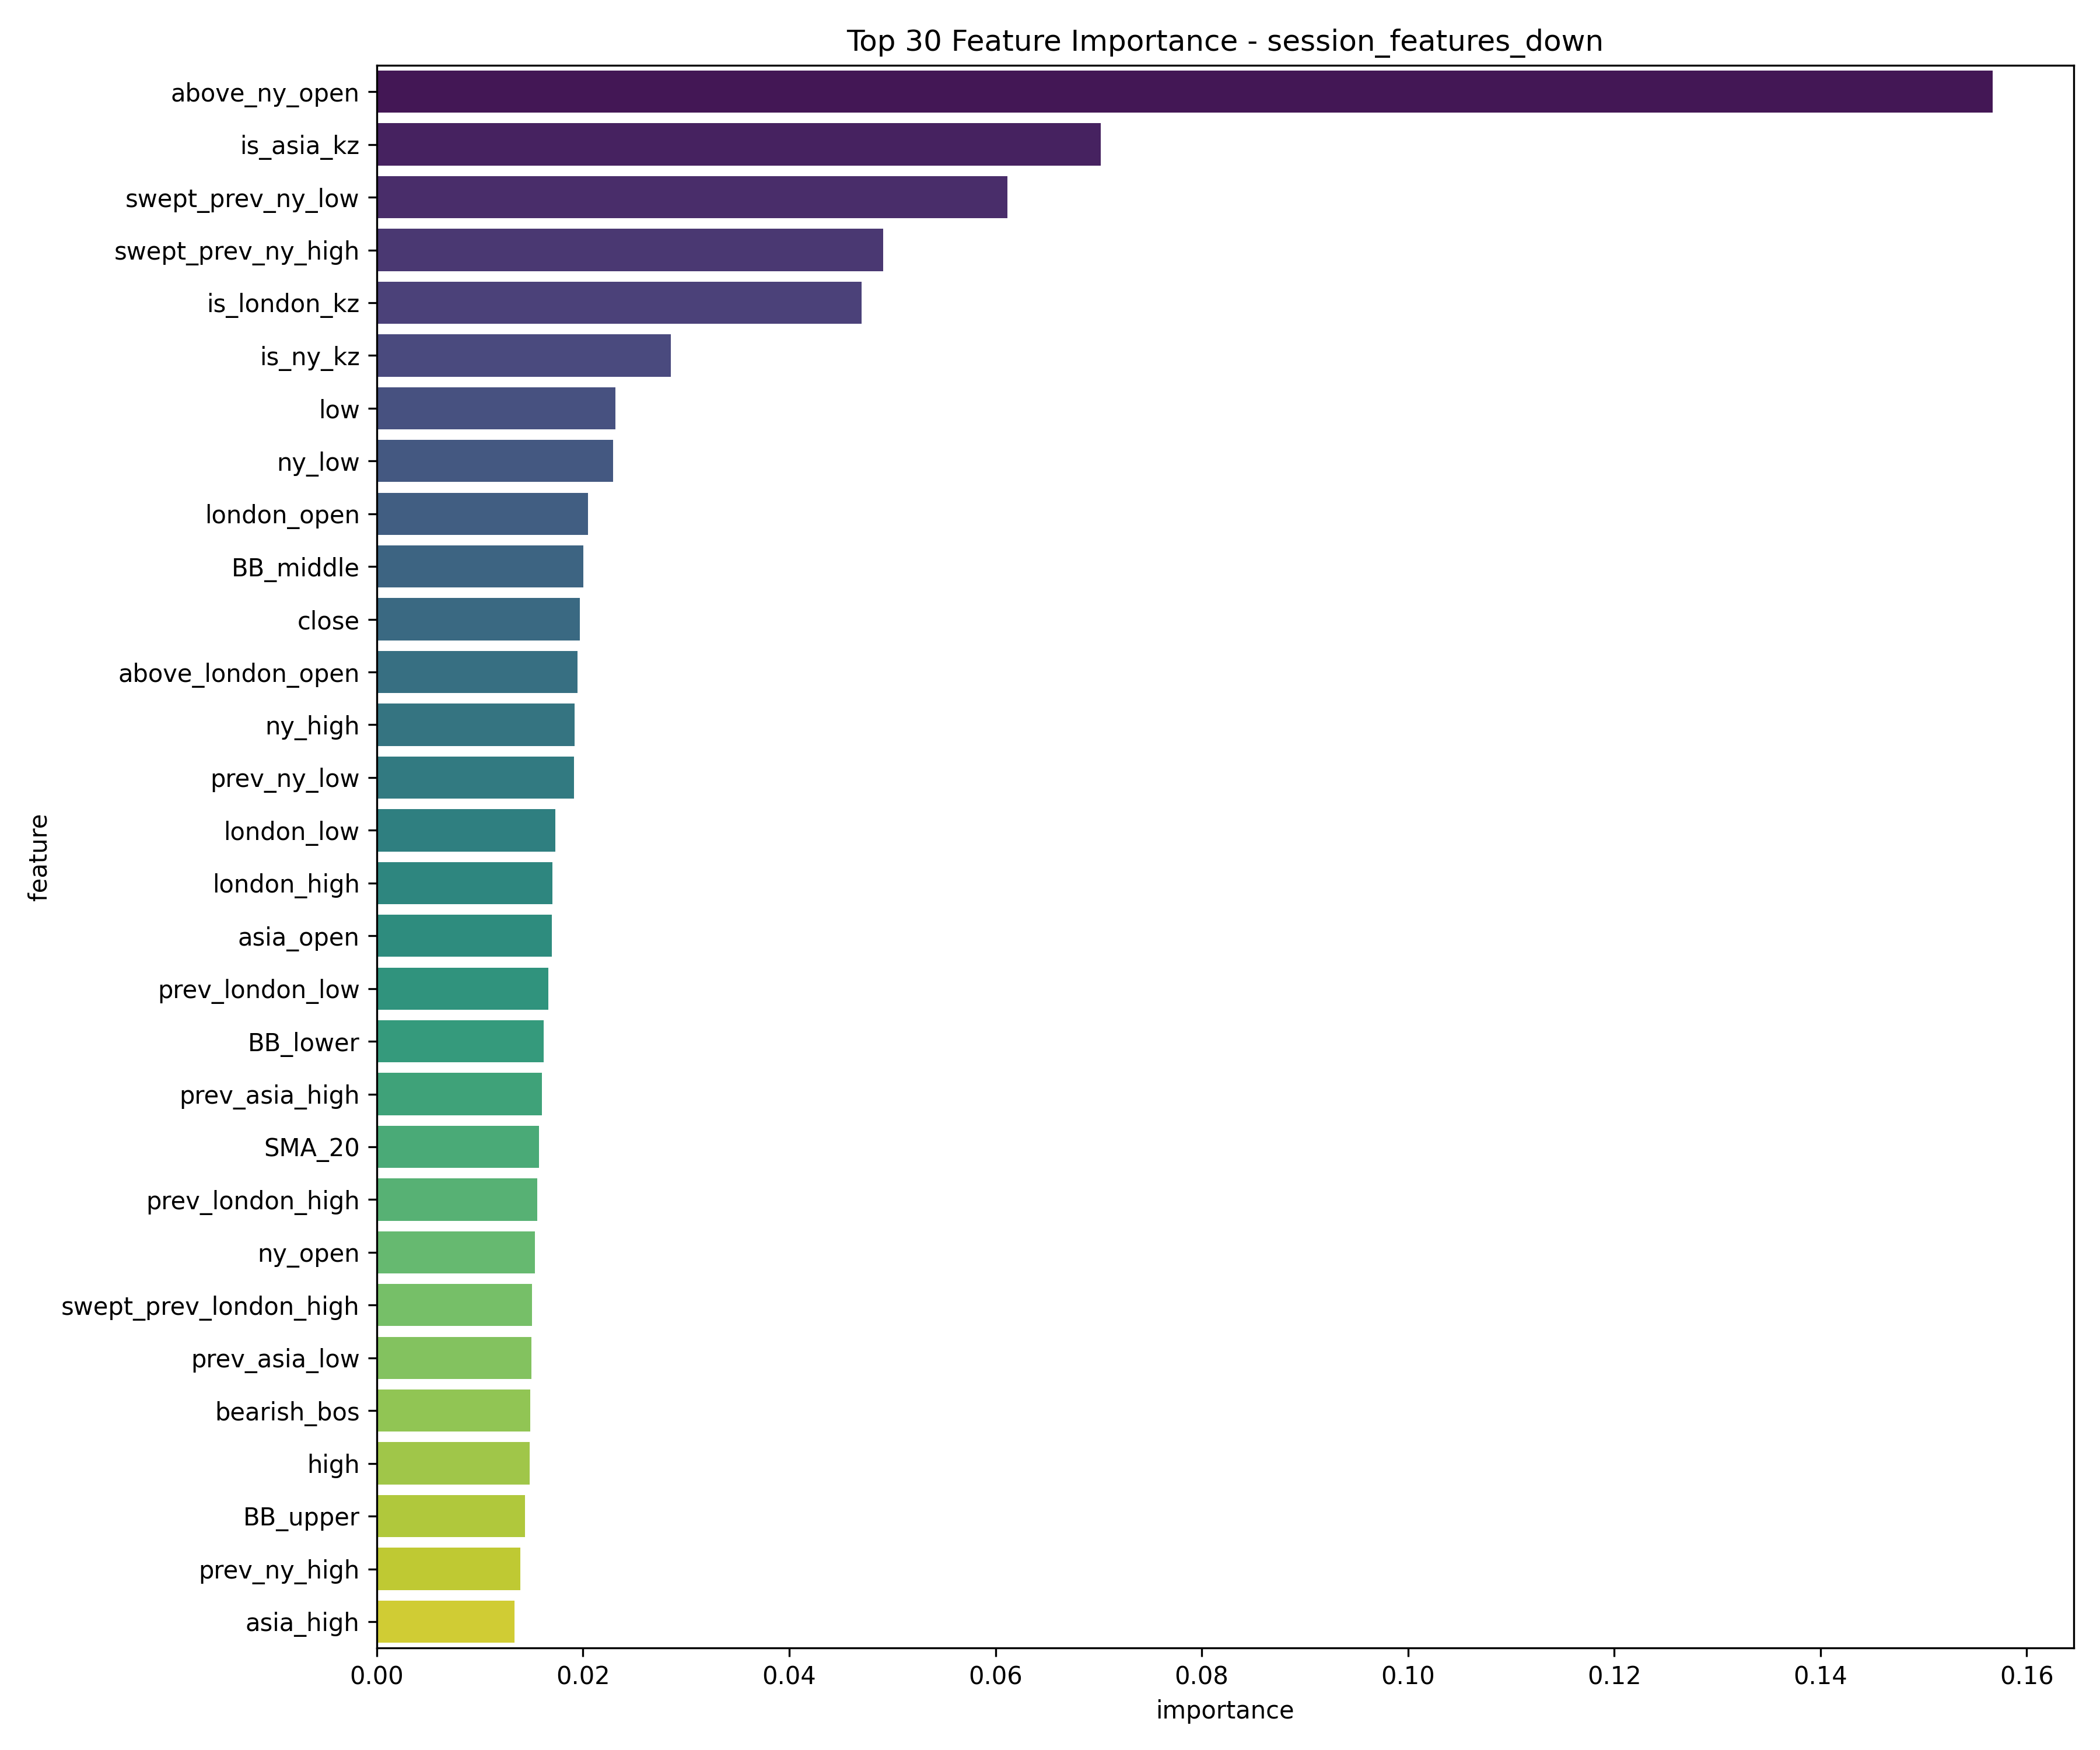 Top 30 Feature Importance - session_features_down
above_ny_open
is_asia_kz
swept_prev_ny_low
swept_prev_ny_high
is_london_kz
is_ny_kz
low
ny_low
london_open
BB_middle
close
above_london_open
ny_high
prev_ny_low
london_low
london_high
asia_open
prev_london_low
BB_lower
prev_asia_high
SMA_20
prev_london_high
ny_open
swept_prev_london_high
prev_asia_low
bearish_bos
high
BB_upper
prev_ny_high
asia_high
feature
0.00 0.02 0.04 0.06 0.08 0.10 0.12 0.14 0.16
importance